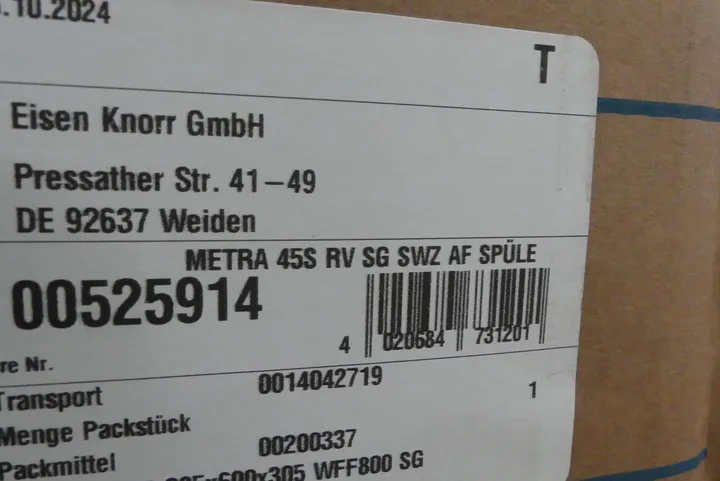 .10.2024
T
Eisen Knorr GmbH
Pressather Str. 41-49
DE 92637 Weiden
METRA 45S RV SG SWZ AF SPÜLE
00525914
4 020684 731201
re Nr.
Transport 0014042719 1
Menge Packstück
Packmittel 00200337
x600x305 WFF800 SG